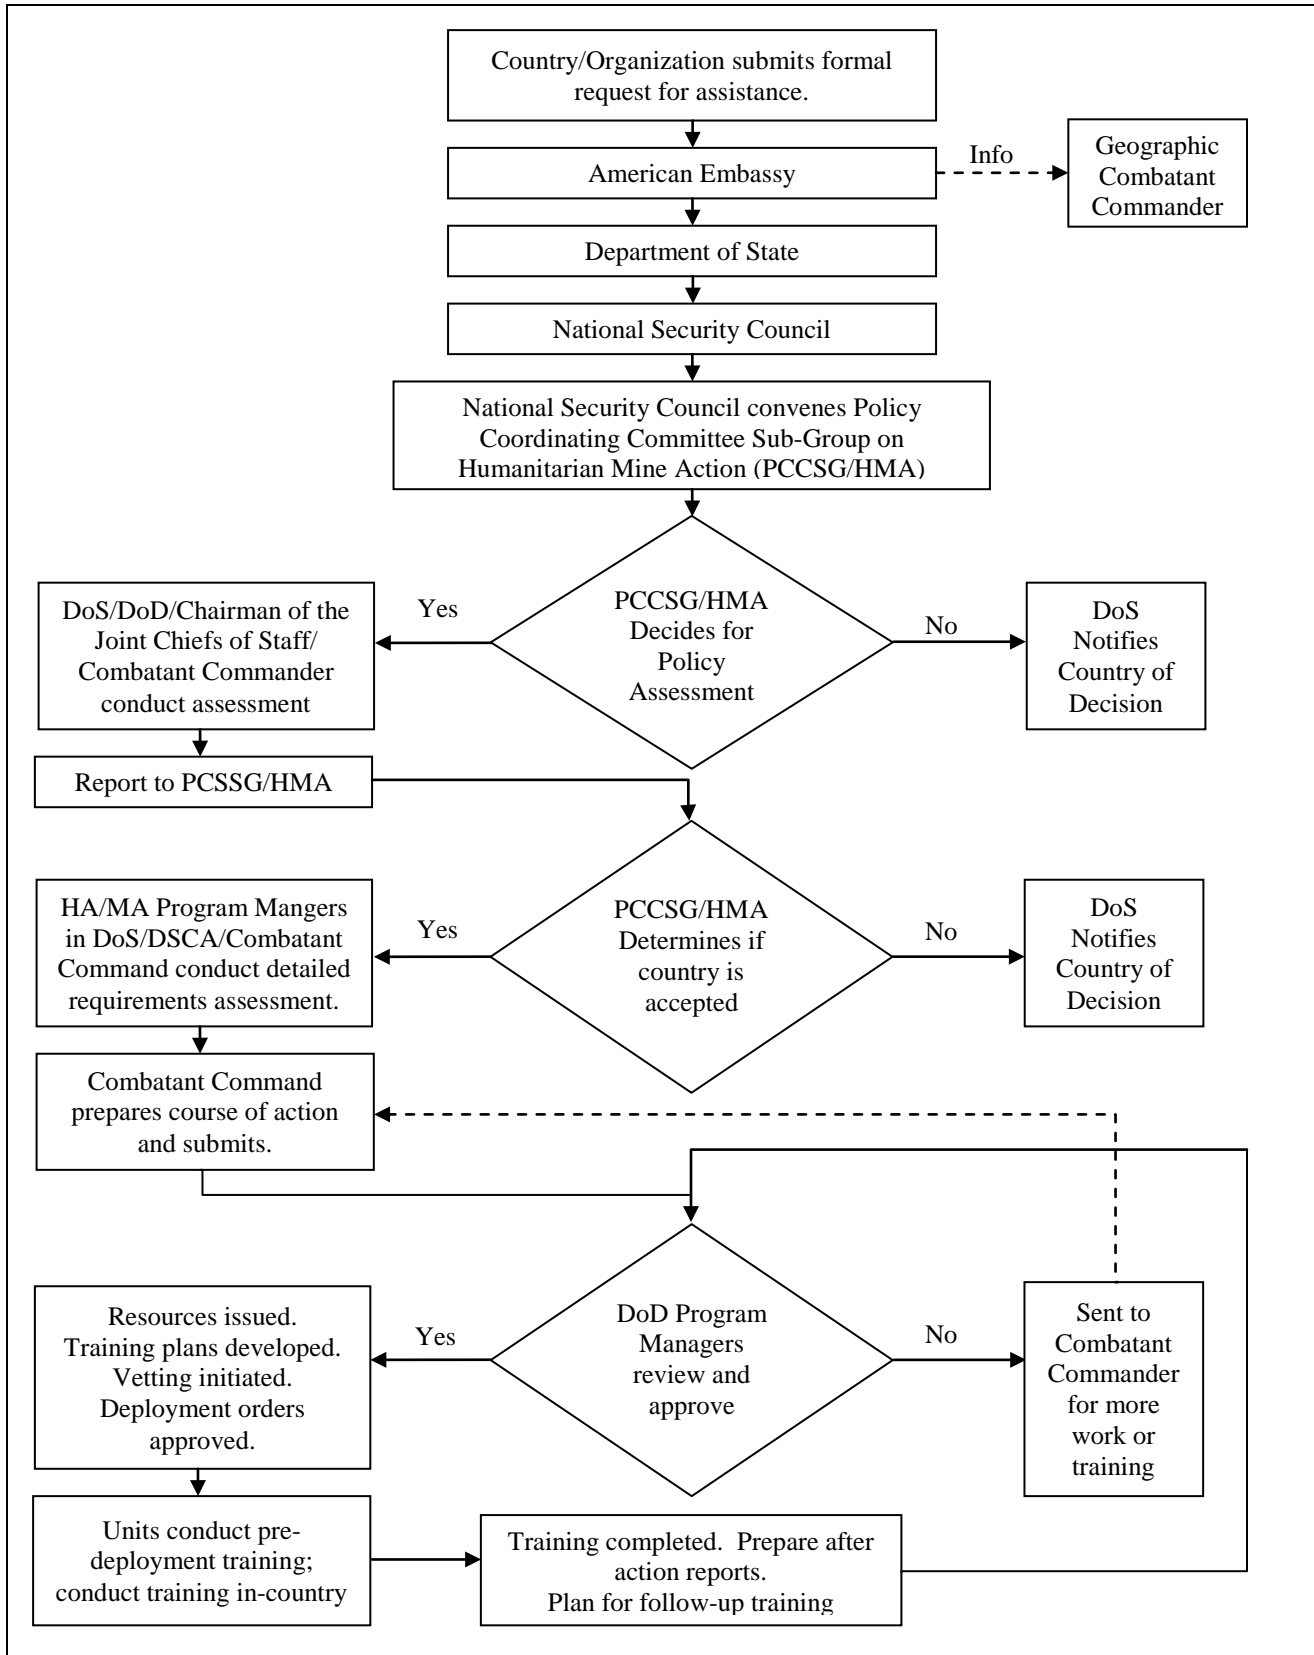 Country/Organization submits formal
request for assistance.
American Embassy
Info
Geographic
Combatant
Commander
Department of State
National Security Council
National Security Council convenes Policy
Coordinating Committee Sub-Group on
Humanitarian Mine Action (PCCSG/HMA)
PCCSG/HMA
Decides for
Policy
Assessment
Yes
No
DoS/DoD/Chairman of the
Joint Chiefs of Staff/
Combatant Commander
conduct assessment
DoS
Notifies
Country of
Decision
Report to PCSSG/HMA
PCCSG/HMA
Determines if
country is
accepted
Yes
No
HA/MA Program Mangers
in DoS/DSCA/Combatant
Command conduct detailed
requirements assessment.
DoS
Notifies
Country of
Decision
Combatant Command
prepares course of action
and submits.
DoD Program
Managers
review and
approve
Yes
No
Resources issued.
Training plans developed.
Vetting initiated.
Deployment orders
approved.
Sent to
Combatant
Commander
for more
work or
training
Units conduct pre-
deployment training;
conduct training in-country
Training completed.  Prepare after
action reports.
Plan for follow-up training